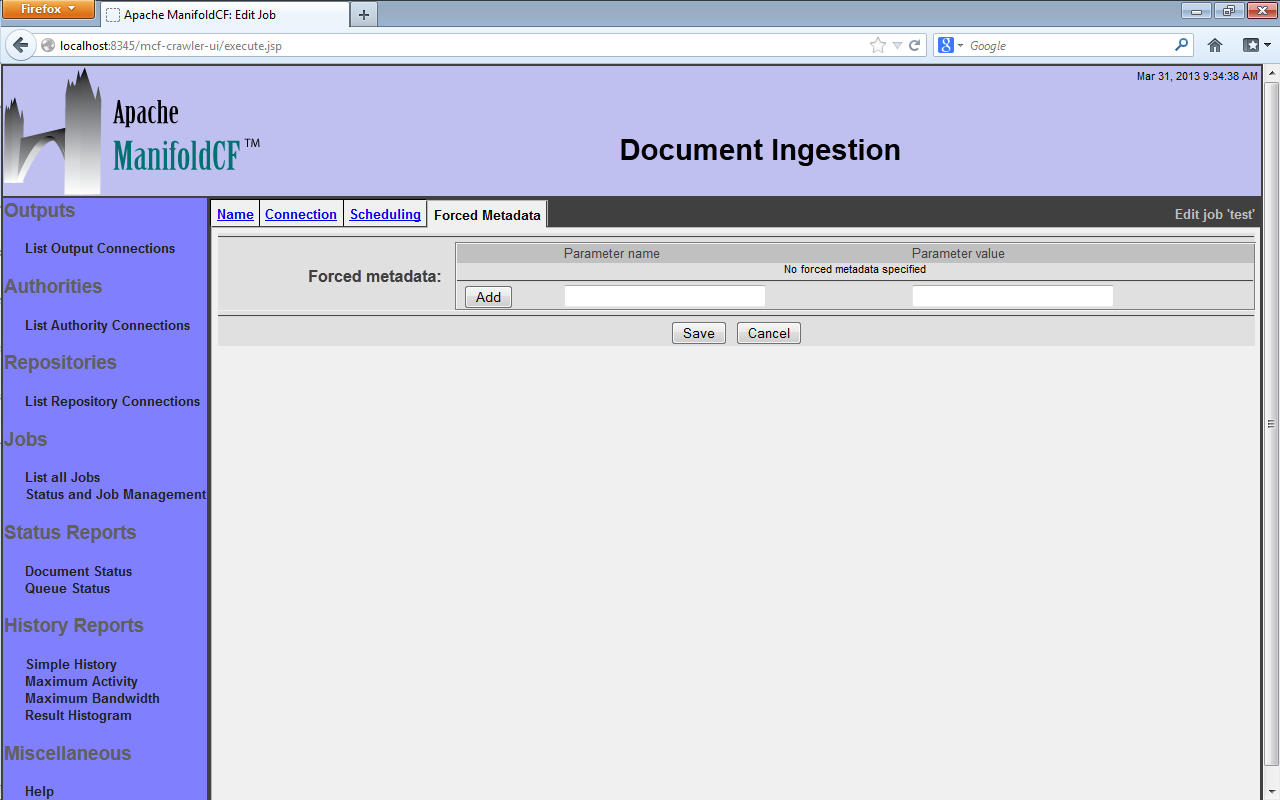 Firefox
Apache ManifoldCF: Edit Job
localhost:8345/mcf-crawler-ui/execute.jsp
Google
Mar 31, 2013 9:34:38 AM
Apache
ManifoldCF™
Document Ingestion
Name
Connection
Scheduling
Forced Metadata
Edit job 'test'
Outputs
List Output Connections
Authorities
List Authority Connections
Repositories
List Repository Connections
Jobs
List all Jobs
Status and Job Management
Status Reports
Document Status
Queue Status
History Reports
Simple History
Maximum Activity
Maximum Bandwidth
Result Histogram
Miscellaneous
Help
Forced metadata:
Parameter name
Parameter value
No forced metadata specified
Add
Save
Cancel